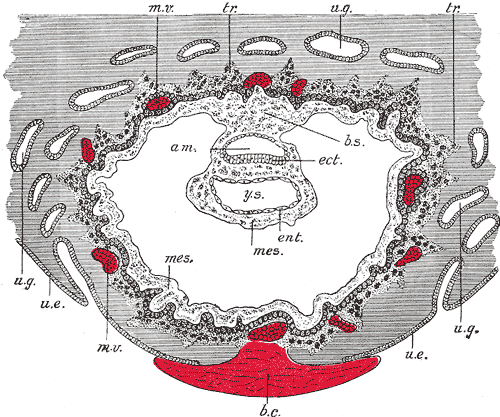 m.v. tr. u.g. tr.
am. b.s.
ect.
y.s.
ent.
mes.
mes.
u.g.
u.e.
m.v.
u.g.
u.e.
b.c.